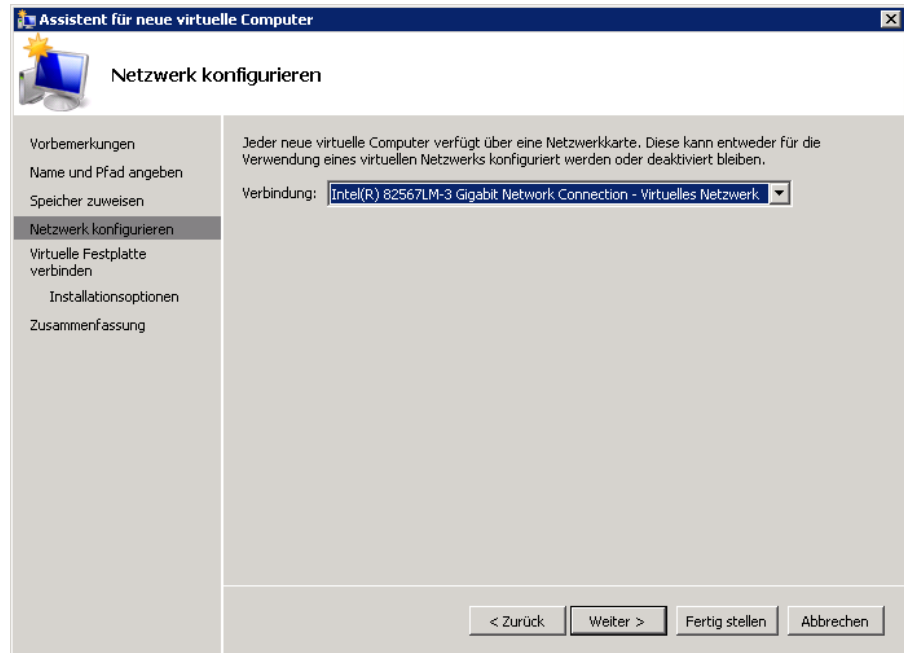 Assistent für neue virtuelle Computer
Netzwerk konfigurieren
Vorbemerkungen
Name und Pfad angeben
Speicher zuweisen
Netzwerk konfigurieren
Virtuelle Festplatte
verbinden
Installationsoptionen
Zusammenfassung
Jeder neue virtuelle Computer verfügt über eine Netzwerkkarte. Diese kann entweder für die
Verwendung eines virtuellen Netzwerks konfiguriert werden oder deaktiviert bleiben.
Verbindung: Intel(R) 82567LM-3 Gigabit Network Connection - Virtuelles Netzwerk
< Zurück Weiter > Fertig stellen Abbrechen